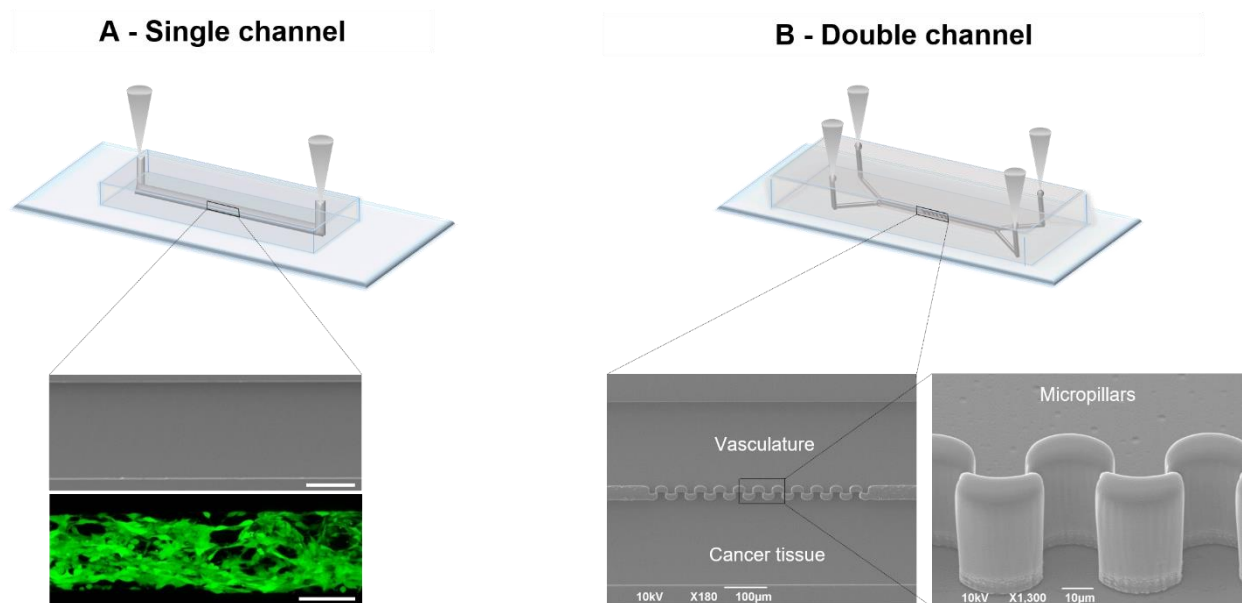 A - Single channel
B - Double channel
Vasculature
Cancer tissue
10kV X180 100µm
Micropillars
10kV X1,300 10µm